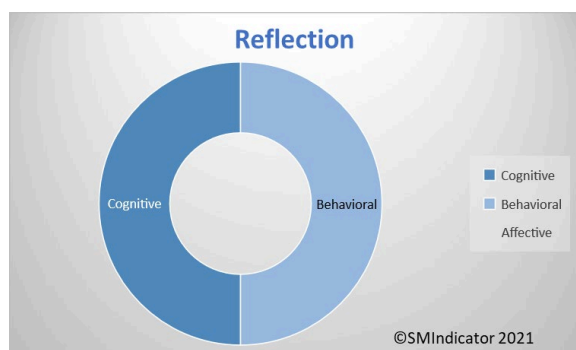 Reflection
Cognitive
Behavioral
Cognitive
Behavioral
Affective
©SMIndicator 2021